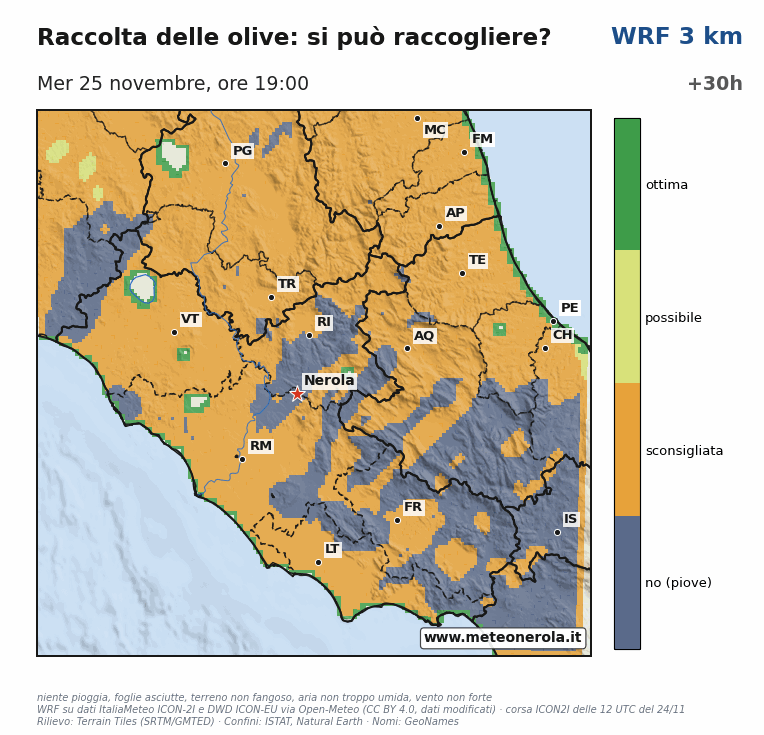 Raccolta delle olive: si può raccogliere?
WRF 3 km
Mer 25 novembre, ore 19:00
+30h
MC
FM
PG
AP
TE
TR
PE
VT
RI
AQ
CH
Nerola
RM
FR
IS
LT
www.meteonerola.it
ottima
possibile
sconsigliata
no (piove)
niente pioggia, foglie asciutte, terreno non fangoso, aria non troppo umida, vento non forte
WRF su dati ItaliaMeteo ICON-2I e DWD ICON-EU via Open-Meteo (CC BY 4.0, dati modificati) · corsa ICON2I delle 12 UTC del 24/11
Rilievo: Terrain Tiles (SRTM/GMTED) · Confini: ISTAT, Natural Earth · Nomi: GeoNames